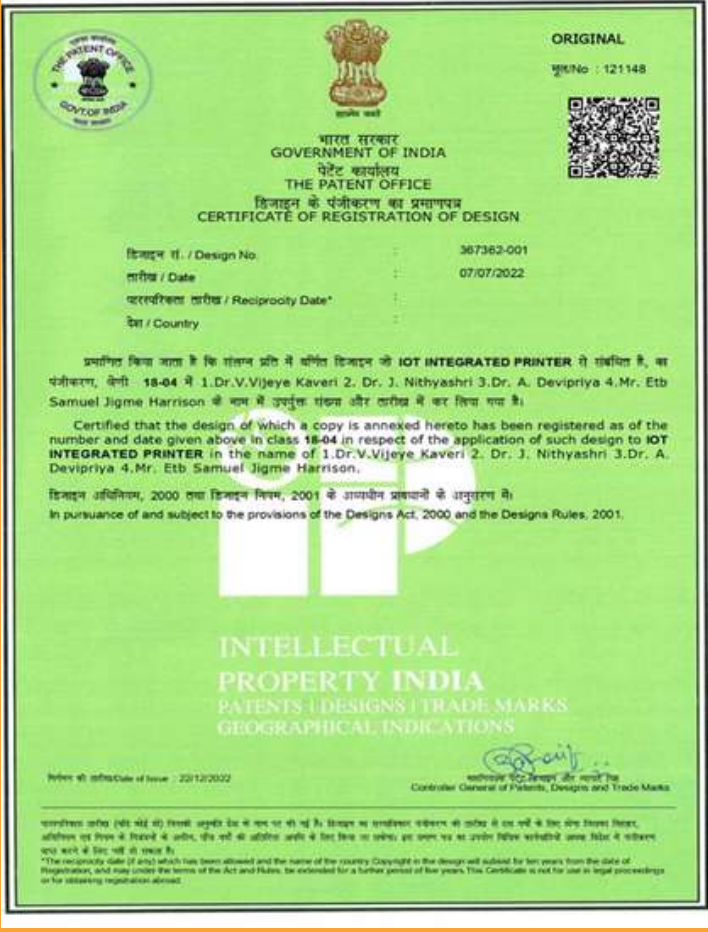 THE PATENT OFFICE
GOVT.OF INDIA
ORIGINAL
मूल/No : 121148
सत्यमेव जयते
भारत सरकार
GOVERNMENT OF INDIA
पेटेंट कार्यालय
THE PATENT OFFICE
डिजाइन के पंजीकरण का प्रमाणपत्र
CERTIFICATE OF REGISTRATION OF DESIGN
डिजाइन सं. / Design No. : 367362-001
तारीख / Date : 07/07/2022
पारस्परिकता तारीख / Reciprocity Date* :
देश / Country :
प्रमाणित किया जाता है कि संलग्न प्रति में वर्णित डिजाइन जो IOT INTEGRATED PRINTER से संबंधित है, का
पंजीकरण, श्रेणी 18-04 में 1.Dr.V.Vijeye Kaveri 2. Dr. J. Nithyashri 3.Dr. A. Devipriya 4.Mr. Etb
Samuel Jigme Harrison के नाम में उपर्युक्त संख्या और तारीख में कर लिया गया है।
Certified that the design of which a copy is annexed hereto has been registered as of the
number and date given above in class 18-04 in respect of the application of such design to IOT
INTEGRATED PRINTER in the name of 1.Dr.V.Vijeye Kaveri 2. Dr. J. Nithyashri 3.Dr. A.
Devipriya 4.Mr. Etb Samuel Jigme Harrison.
डिजाइन अधिनियम, 2000 तथा डिजाइन नियम, 2001 के अध्यधीन प्रावधानों के अनुसरण में।
In pursuance of and subject to the provisions of the Designs Act, 2000 and the Designs Rules, 2001.
INTELLECTUAL
PROPERTY INDIA
PATENTS | DESIGNS | TRADE MARKS
GEOGRAPHICAL INDICATIONS
Date of Issue : 22/12/2022
Controller General of Patents, Designs and Trade Marks
*The reciprocity date (if any) which has been allowed and the name of the country. Copyright in the design will subsist for ten years from the date of
Registration, and may under the terms of the Act and Rules, be extended for a further period of five years. This Certificate is not for use in legal proceedings
or for obtaining registration abroad.